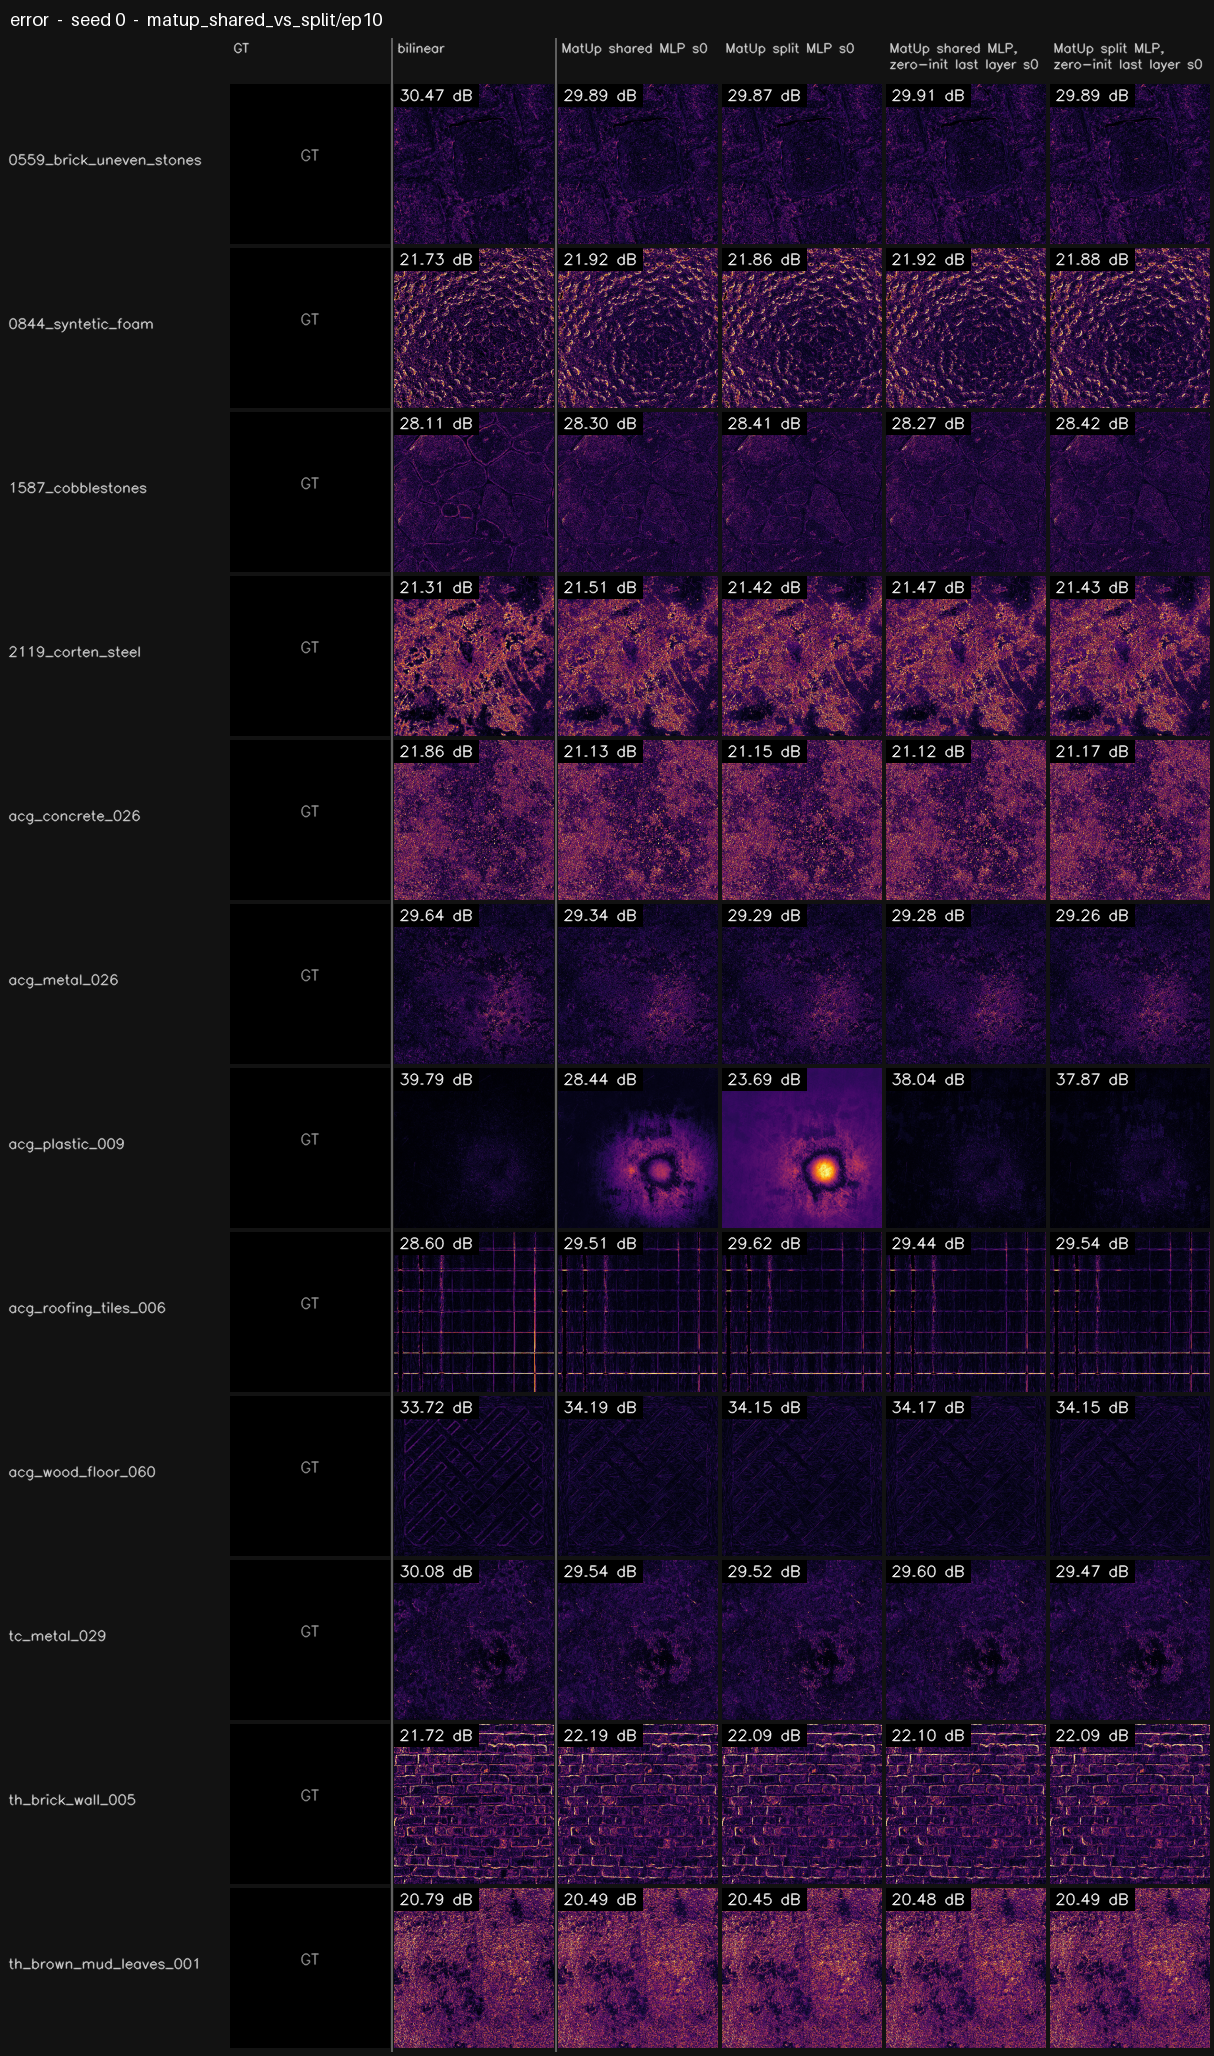 error - seed 0 - matup_shared_vs_split/ep10
GT
bilinear
MatUp shared MLP s0
MatUp split MLP s0
MatUp shared MLP,
zero-init last layer s0
MatUp split MLP,
zero-init last layer s0
0559_brick_uneven_stones
GT
30.47 dB
29.89 dB
29.87 dB
29.91 dB
29.89 dB
0844_syntetic_foam
GT
21.73 dB
21.92 dB
21.86 dB
21.92 dB
21.88 dB
1587_cobblestones
GT
28.11 dB
28.30 dB
28.41 dB
28.27 dB
28.42 dB
2119_corten_steel
GT
21.31 dB
21.51 dB
21.42 dB
21.47 dB
21.43 dB
acg_concrete_026
GT
21.86 dB
21.13 dB
21.15 dB
21.12 dB
21.17 dB
acg_metal_026
GT
29.64 dB
29.34 dB
29.29 dB
29.28 dB
29.26 dB
acg_plastic_009
GT
39.79 dB
28.44 dB
23.69 dB
38.04 dB
37.87 dB
acg_roofing_tiles_006
GT
28.60 dB
29.51 dB
29.62 dB
29.44 dB
29.54 dB
acg_wood_floor_060
GT
33.72 dB
34.19 dB
34.15 dB
34.17 dB
34.15 dB
tc_metal_029
GT
30.08 dB
29.54 dB
29.52 dB
29.60 dB
29.47 dB
th_brick_wall_005
GT
21.72 dB
22.19 dB
22.09 dB
22.10 dB
22.09 dB
th_brown_mud_leaves_001
GT
20.79 dB
20.49 dB
20.45 dB
20.48 dB
20.49 dB